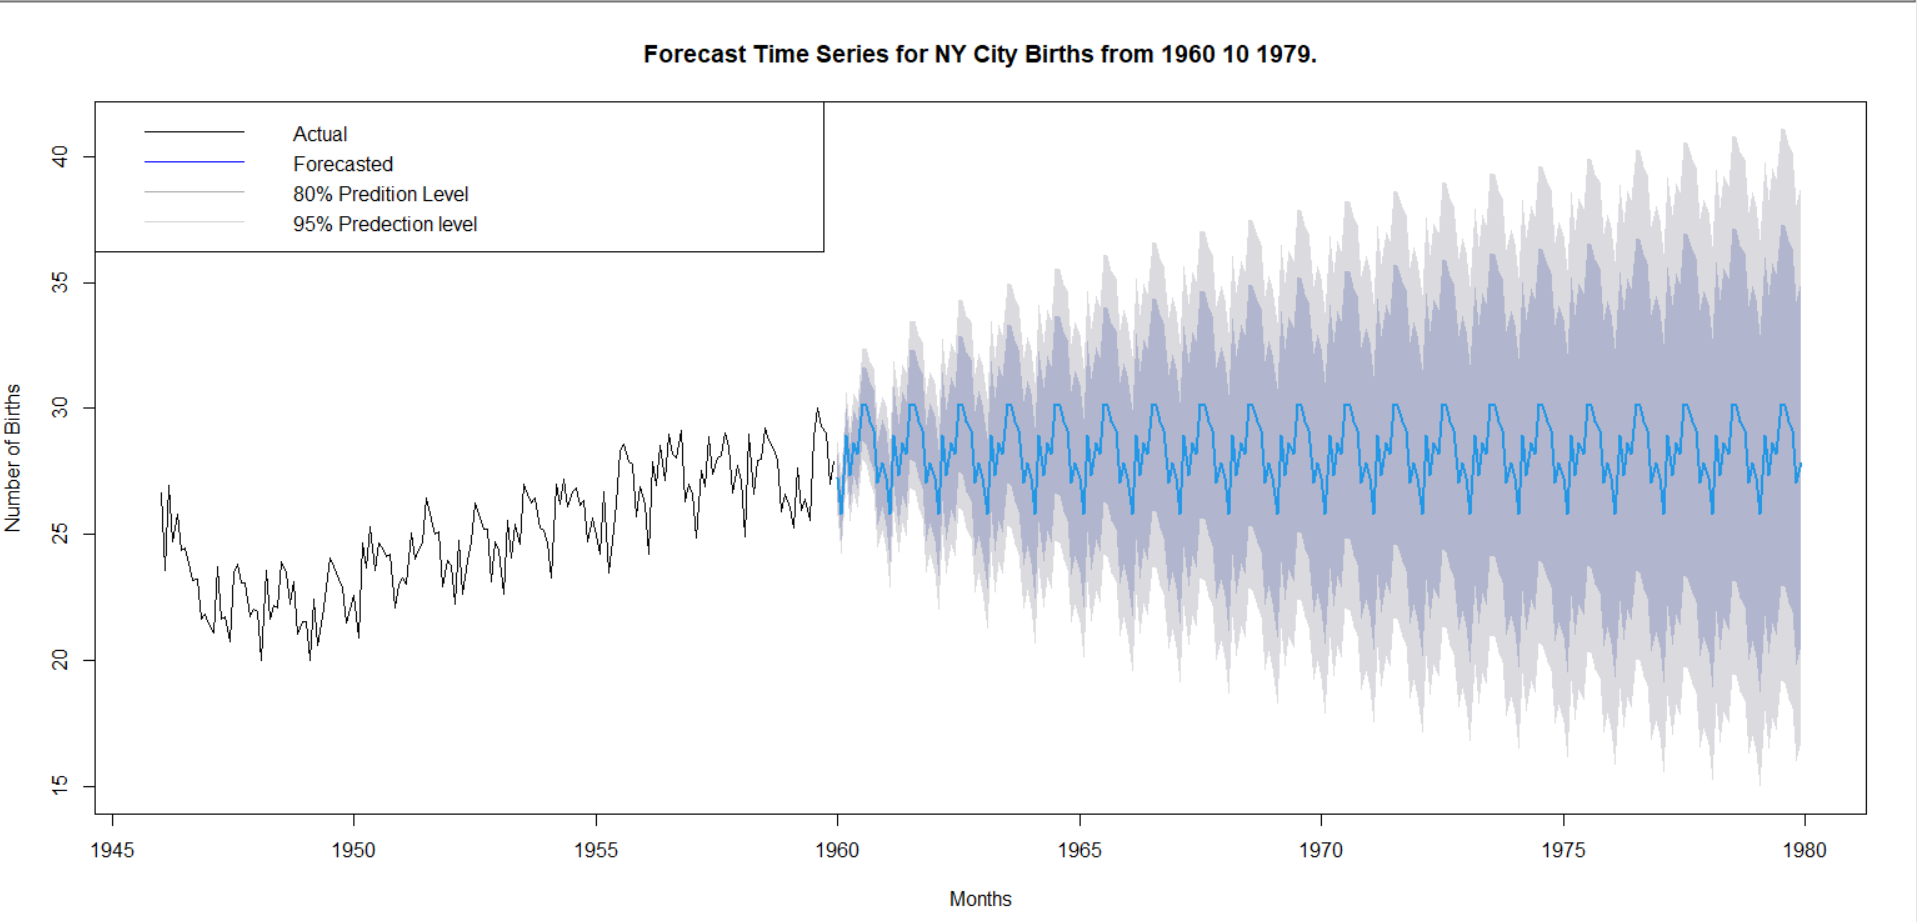 Forecast Time Series for NY City Births from 1960 10 1979.
Actual
Forecasted
80% Predition Level
95% Predection level
Number of Births
40
35
30
25
20
15
1945 1950 1955 1960 1965 1970 1975 1980
Months